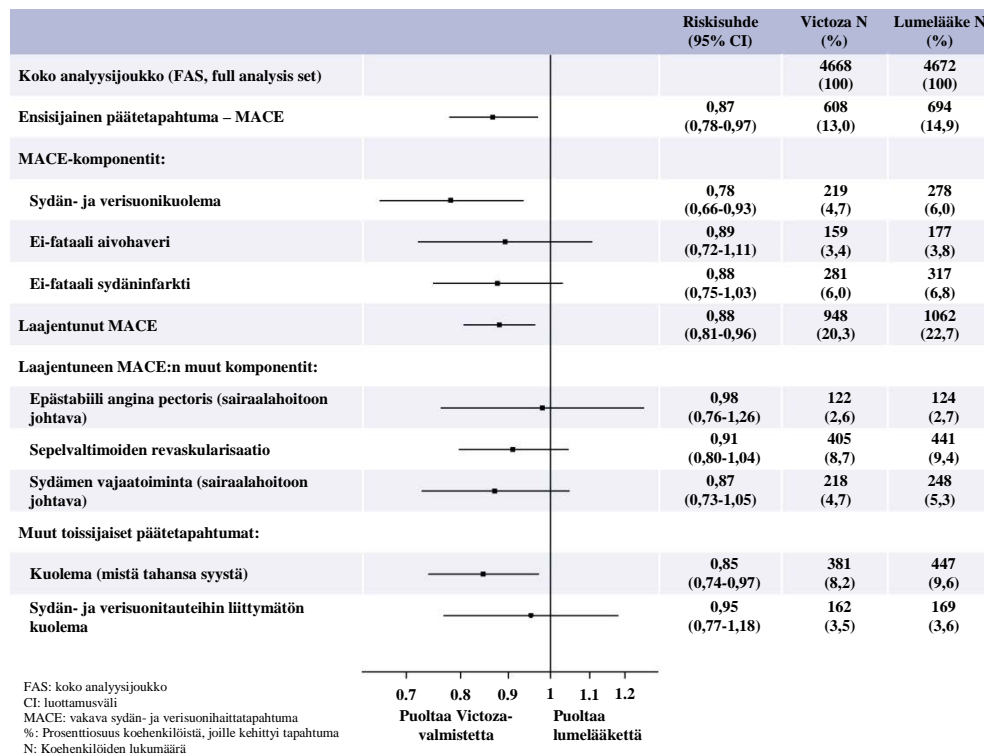 Riskisuhde Victoza N Lumelääke N
(95% CI) (%) (%)
Koko analyysijoukko (FAS, full analysis set) 4668 4672
(100) (100)
Ensisijainen päätetapahtuma – MACE 0,87 608 694
(0,78-0,97) (13,0) (14,9)
MACE-komponentit:
Sydän- ja verisuonikuolema 0,78 219 278
(0,66-0,93) (4,7) (6,0)
Ei-fataali aivohaveri 0,89 159 177
(0,72-1,11) (3,4) (3,8)
Ei-fataali sydäninfarkti 0,88 281 317
(0,75-1,03) (6,0) (6,8)
Laajentunut MACE 0,88 948 1062
(0,81-0,96) (20,3) (22,7)
Laajentuneen MACE:n muut komponentit:
Epästabiili angina pectoris (sairaalahoitoon 0,98 122 124
johtava) (0,76-1,26) (2,6) (2,7)
Sepelvaltimoiden revaskularisaatio 0,91 405 441
(0,80-1,04) (8,7) (9,4)
Sydämen vajaatoiminta (sairaalahoitoon 0,87 218 248
johtava) (0,73-1,05) (4,7) (5,3)
Muut toissijaiset päätetapahtumat:
Kuolema (mistä tahansa syystä) 0,85 381 447
(0,74-0,97) (8,2) (9,6)
Sydän- ja verisuonitauteihin liittymätön 0,95 162 169
kuolema (0,77-1,18) (3,5) (3,6)
0.7 0.8 0.9 1 1.1 1.2
Puoltaa Victoza- Puoltaa
valmistetta lumelääkettä
FAS: koko analyysijoukko
CI: luottamusväli
MACE: vakava sydän- ja verisuonihaittatapahtuma
%: Prosenttiosuus koehenkilöistä, joille kehittyi tapahtuma
N: Koehenkilöiden lukumäärä